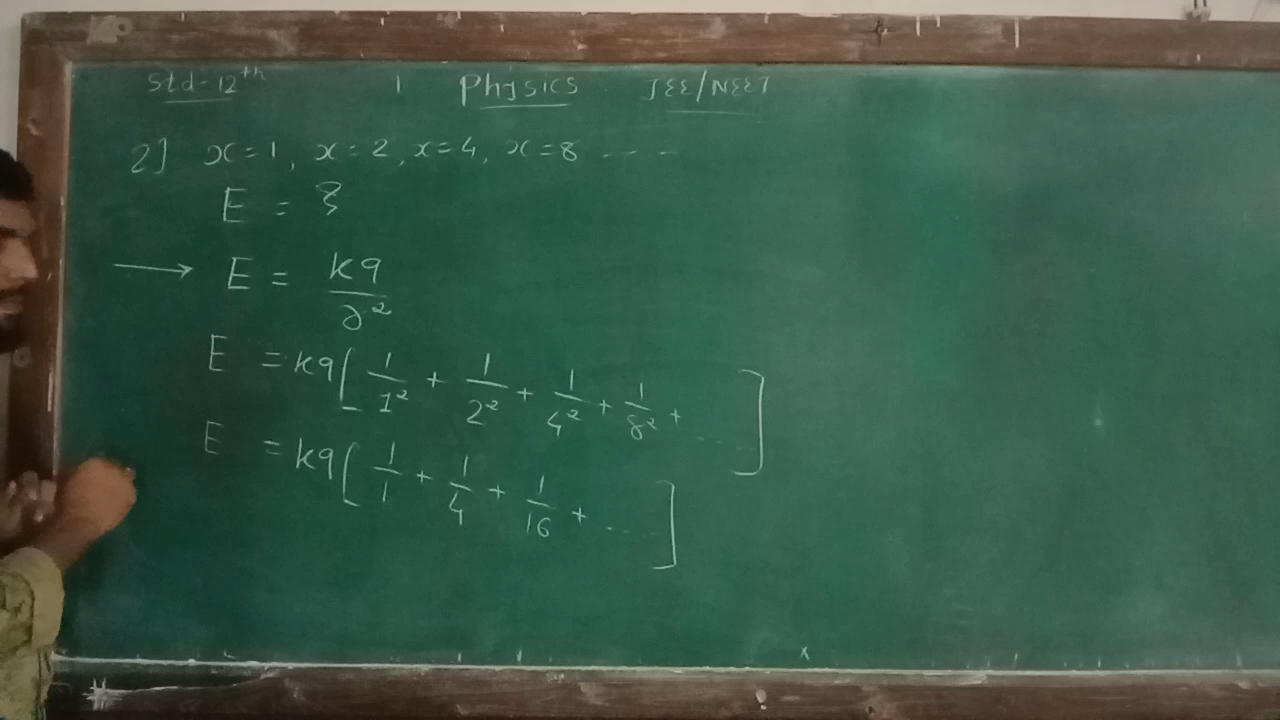 Std-12th 1 Physics JEE/NEET
2] x=1, x=2, x=4, x=8 ----
E = ?
→ E = kq/r²
E = kq[1/1² + 1/2² + 1/4² + 1/8² + ...]
E = kq[1/1 + 1/4 + 1/16 + ....]